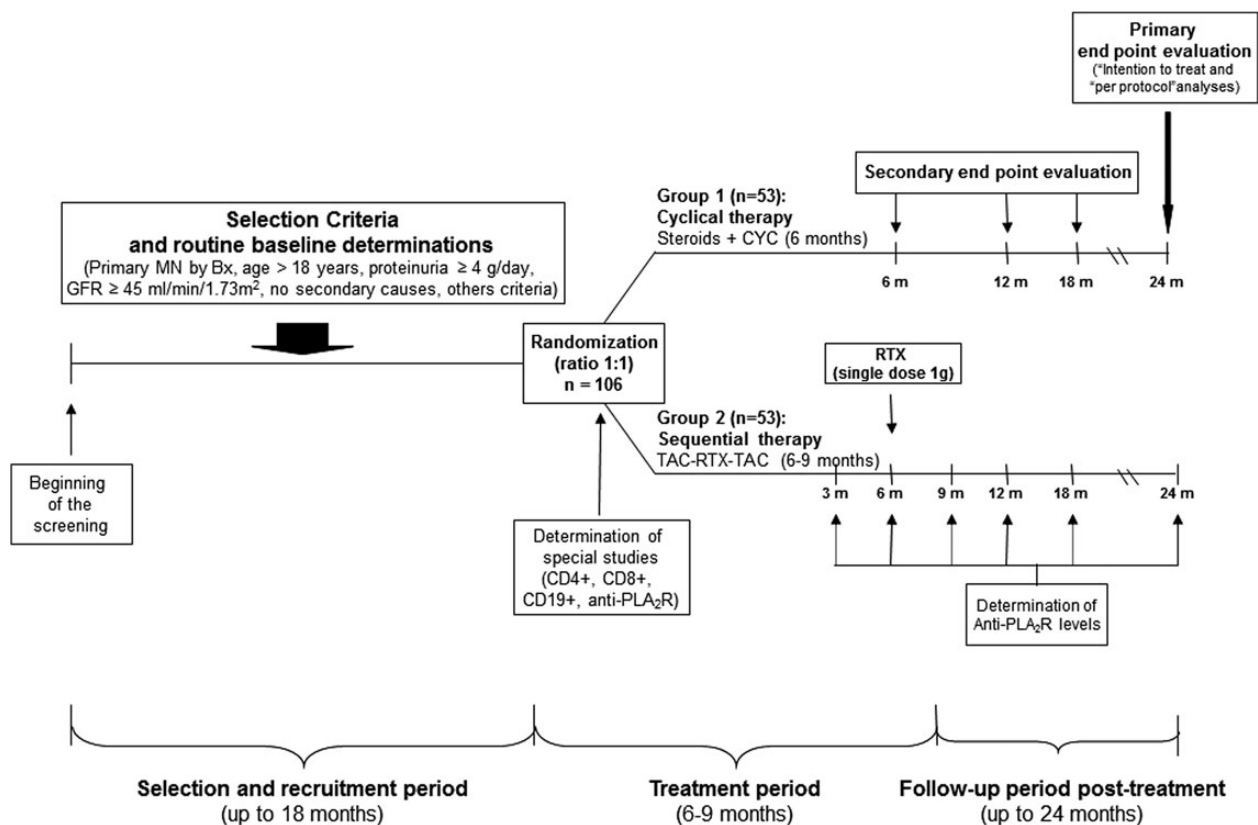 Primary
end point evaluation
("Intention to treat and
"per protocol"analyses)
Secondary end point evaluation
Group 1 (n=53):
Cyclical therapy
Steroids + CYC (6 months)
6 m
12 m
18 m
24 m
Selection Criteria
and routine baseline determinations
(Primary MN by Bx, age > 18 years, proteinuria ≥ 4 g/day,
GFR ≥ 45 ml/min/1.73m², no secondary causes, others criteria)
Randomization
(ratio 1:1)
n = 106
RTX
(single dose 1g)
Group 2 (n=53):
Sequential therapy
TAC-RTX-TAC (6-9 months)
3 m
6 m
9 m
12 m
18 m
24 m
Beginning
of the
screening
Determination of
special studies
(CD4+, CD8+,
CD19+, anti-PLA₂R)
Determination of
Anti-PLA₂R levels
Selection and recruitment period
(up to 18 months)
Treatment period
(6-9 months)
Follow-up period post-treatment
(up to 24 months)